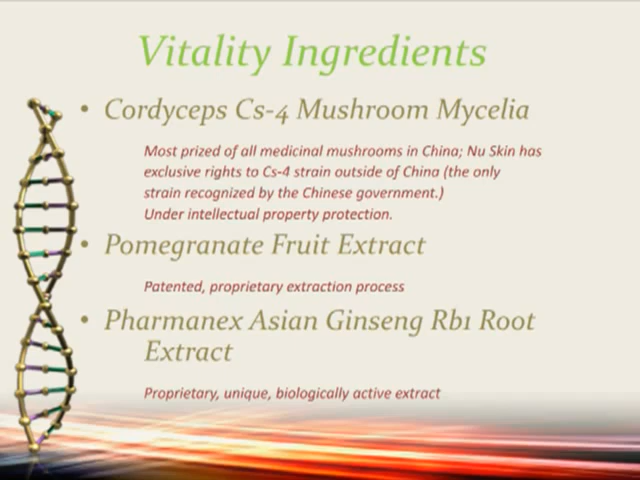 Vitality Ingredients
• Cordyceps Cs-4 Mushroom Mycelia
Most prized of all medicinal mushrooms in China; Nu Skin has
exclusive rights to Cs-4 strain outside of China (the only
strain recognized by the Chinese government.)
Under intellectual property protection.
• Pomegranate Fruit Extract
Patented, proprietary extraction process
• Pharmanex Asian Ginseng Rb1 Root
Extract
Proprietary, unique, biologically active extract